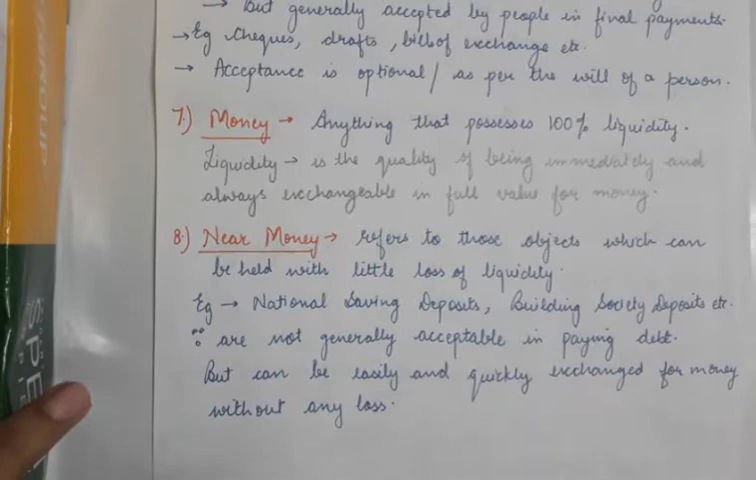 → But generally accepted by people in final payments.
→ Eg Cheques, drafts, bills of exchange etc.
→ Acceptance is optional / as per the will of a person.
7.) Money → Anything that possesses 100% liquidity.
Liquidity → is the quality of being immediately and
always exchangeable in full value for money.
8.) Near Money → refers to those objects which can
be held with little loss of liquidity.
Eg → National Saving Deposits, Building Society Deposits etc.
are not generally acceptable in paying debt.
But can be easily and quickly exchanged for money
without any loss.